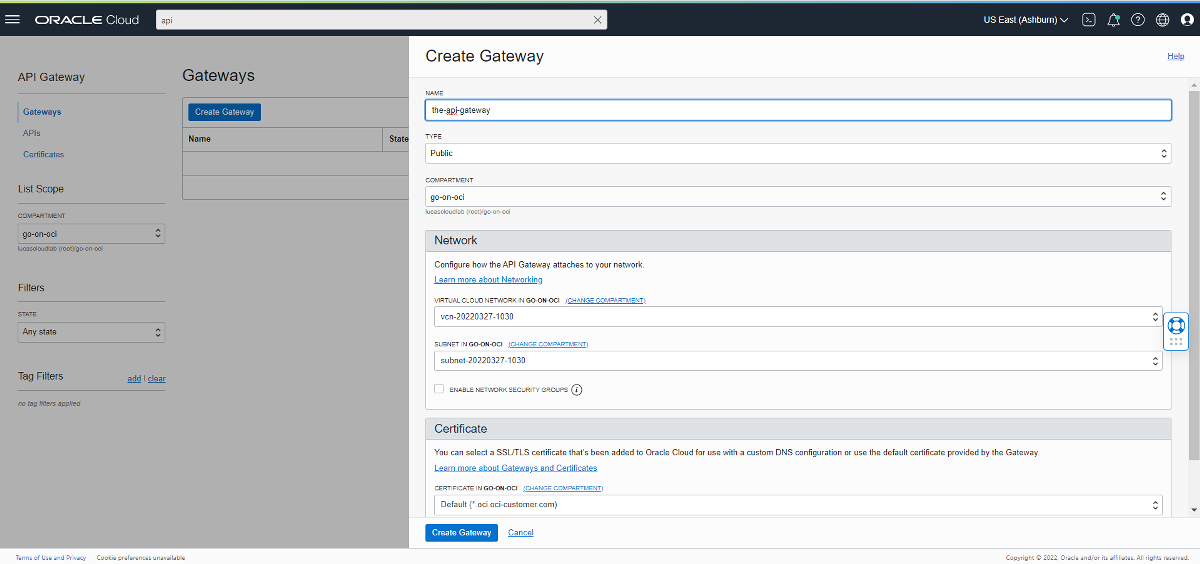 ORACLE Cloud
api
US East (Ashburn)
API Gateway
Gateways
APIs
Certificates
List Scope
COMPARTMENT
go-on-oci
lucascloudlab (root)/go-on-oci
Filters
STATE
Any state
Tag Filters
add | clear
no tag filters applied
Gateways
Create Gateway
Name
State
Create Gateway
Help
NAME
the-api-gateway
TYPE
Public
COMPARTMENT
go-on-oci
lucascloudlab (root)/go-on-oci
Network
Configure how the API Gateway attaches to your network.
Learn more about Networking
VIRTUAL CLOUD NETWORK IN GO-ON-OCI (CHANGE COMPARTMENT)
vcn-20220327-1030
SUBNET IN GO-ON-OCI (CHANGE COMPARTMENT)
subnet-20220327-1030
ENABLE NETWORK SECURITY GROUPS
Certificate
You can select a SSL/TLS certificate that's been added to Oracle Cloud for use with a custom DNS configuration or use the default certificate provided by the Gateway.
Learn more about Gateways and Certificates
CERTIFICATE IN GO-ON-OCI (CHANGE COMPARTMENT)
Default (*.oci.oci-customer.com)
Create Gateway Cancel
Terms of Use and Privacy Cookie preferences unavailable
Copyright © 2022, Oracle and/or its affiliates. All rights reserved.